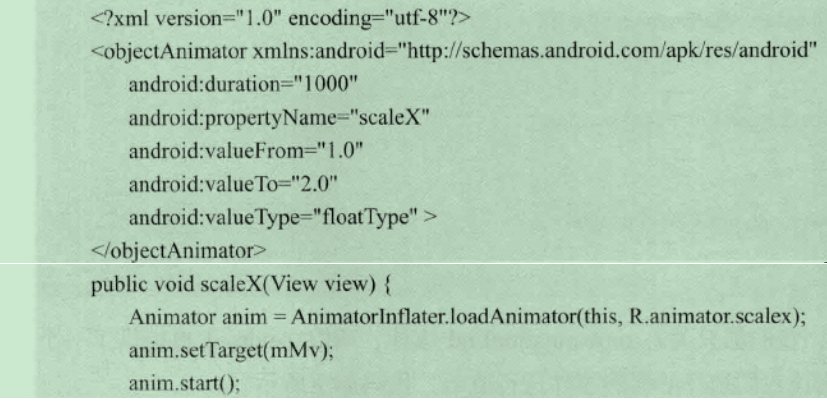 <?xml version="1.0" encoding="utf-8"?>
<objectAnimator xmlns:android="http://schemas.android.com/apk/res/android"
android:duration="1000"
android:propertyName="scaleX"
android:valueFrom="1.0"
android:valueTo="2.0"
android:valueType="floatType" >
</objectAnimator>
public void scaleX(View view) {
Animator anim = AnimatorInflater.loadAnimator(this, R.animator.scalex);
anim.setTarget(mMv);
anim.start();